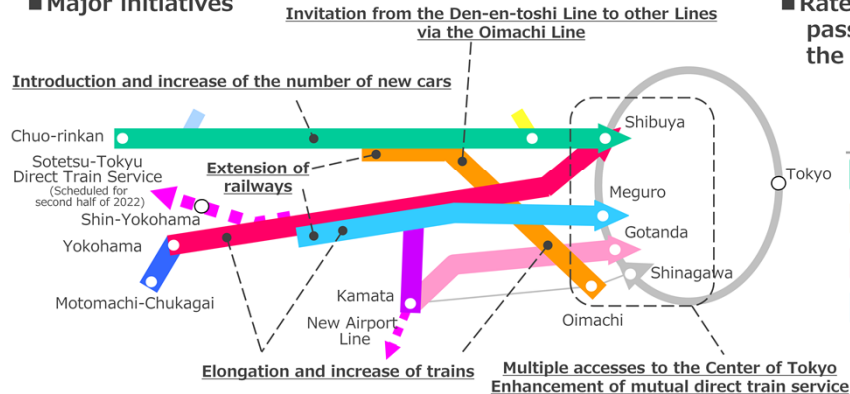 ■Major initiatives
Invitation from the Den-en-toshi Line to other Lines
via the Oimachi Line
■Rate
pass
the
Introduction and increase of the number of new cars
Chuo-rinkan
Shibuya
Sotetsu-Tokyu
Direct Train Service
(Scheduled for
second half of 2022)
Extension of
railways
Tokyo
Meguro
Shin-Yokohama
Yokohama
Gotanda
Shinagawa
Motomachi-Chukagai
Kamata
New Airport
Line
Oimachi
Elongation and increase of trains
Multiple accesses to the Center of Tokyo
Enhancement of mutual direct train service